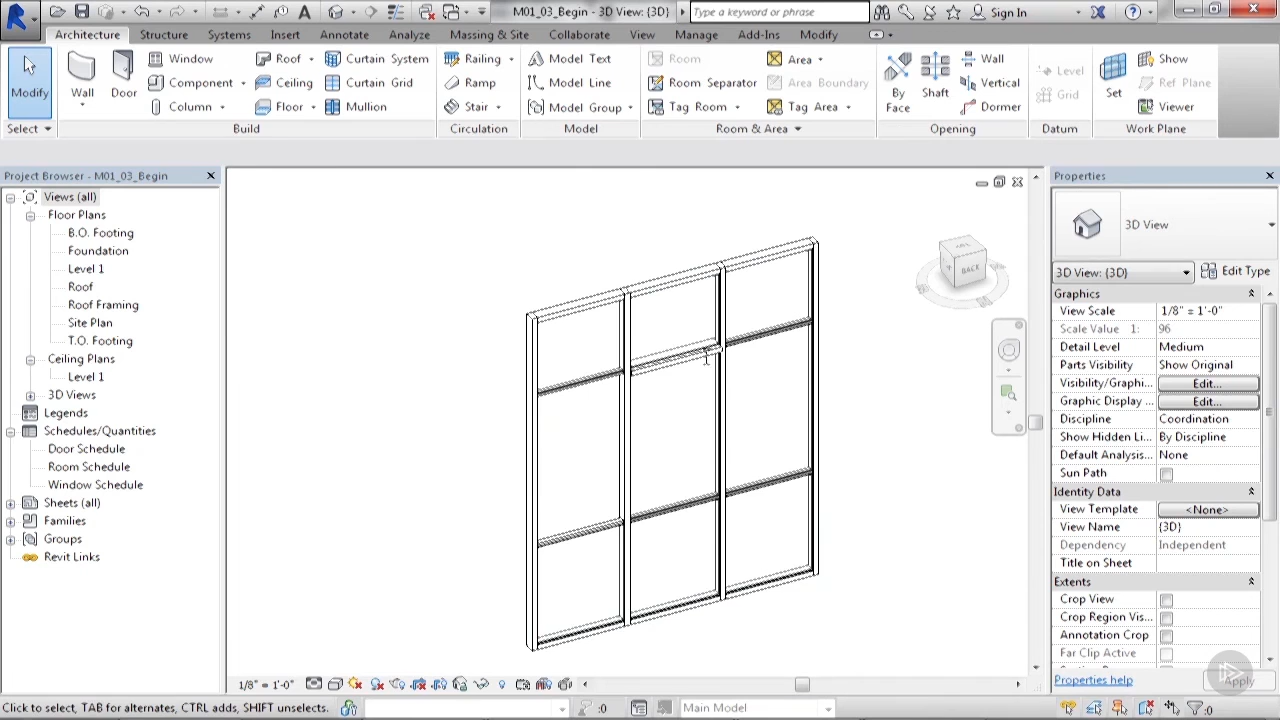 M01_03_Begin - 3D View: {3D}
Type a keyword or phrase
Sign In
Architecture Structure Systems Insert Annotate Analyze Massing & Site Collaborate View Manage Add-Ins Modify
Modify
Select
Wall
Door
Window
Component
Column
Roof
Ceiling
Floor
Curtain System
Curtain Grid
Mullion
Build
Railing
Ramp
Stair
Circulation
Model Text
Model Line
Model Group
Model
Room
Room Separator
Tag Room
Area
Area Boundary
Tag Area
Room & Area
By Face
Shaft
Wall
Vertical
Dormer
Opening
Level
Grid
Datum
Set
Show
Ref Plane
Viewer
Work Plane
Project Browser - M01_03_Begin
Views (all)
Floor Plans
B.O. Footing
Foundation
Level 1
Roof
Roof Framing
Site Plan
T.O. Footing
Ceiling Plans
Level 1
3D Views
Legends
Schedules/Quantities
Door Schedule
Room Schedule
Window Schedule
Sheets (all)
Families
Groups
Revit Links
BACK
Properties
3D View
3D View: {3D}
Edit Type
Graphics
View Scale 1/8" = 1'-0"
Scale Value 1: 96
Detail Level Medium
Parts Visibility Show Original
Visibility/Graphi... Edit...
Graphic Display ... Edit...
Discipline Coordination
Show Hidden Li... By Discipline
Default Analysis... None
Sun Path
Identity Data
View Template <None>
View Name {3D}
Dependency Independent
Title on Sheet
Extents
Crop View
Crop Region Vis...
Annotation Crop
Far Clip Active
Properties help
Apply
1/8" = 1'-0"
Click to select, TAB for alternates, CTRL adds, SHIFT unselects.
:0
Main Model
:0